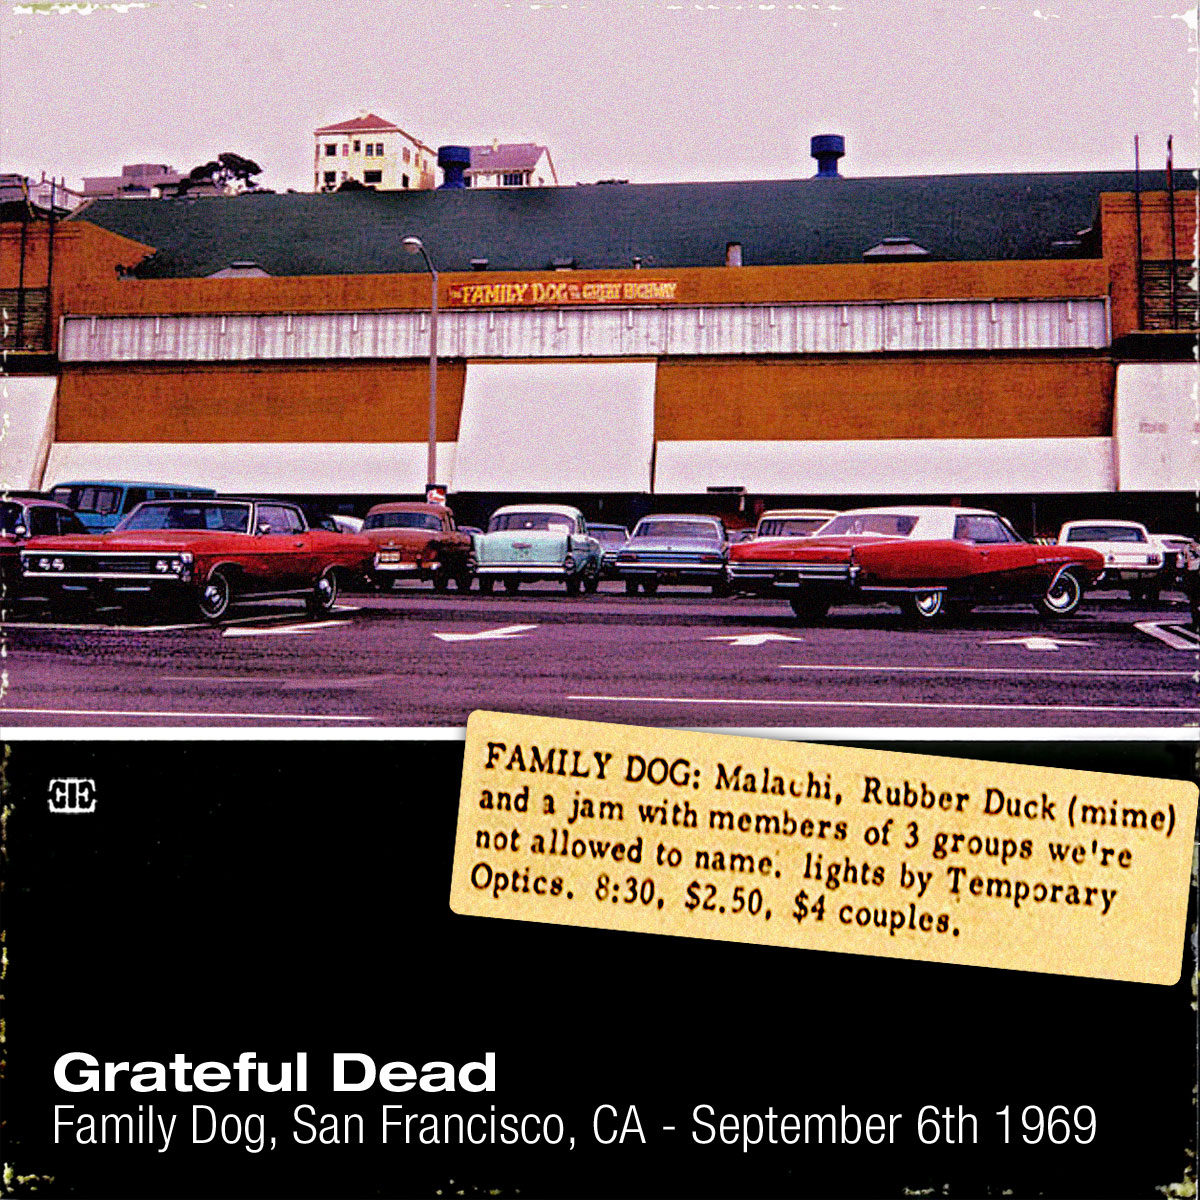 THE FAMILY DOG ON THE GREAT HIGHWAY
FAMILY DOG: Malachi, Rubber Duck (mime)
and a jam with members of 3 groups we're
not allowed to name. lights by Temporary
Optics. 8:30, $2.50, $4 couples.
Grateful Dead
Family Dog, San Francisco, CA - September 6th 1969